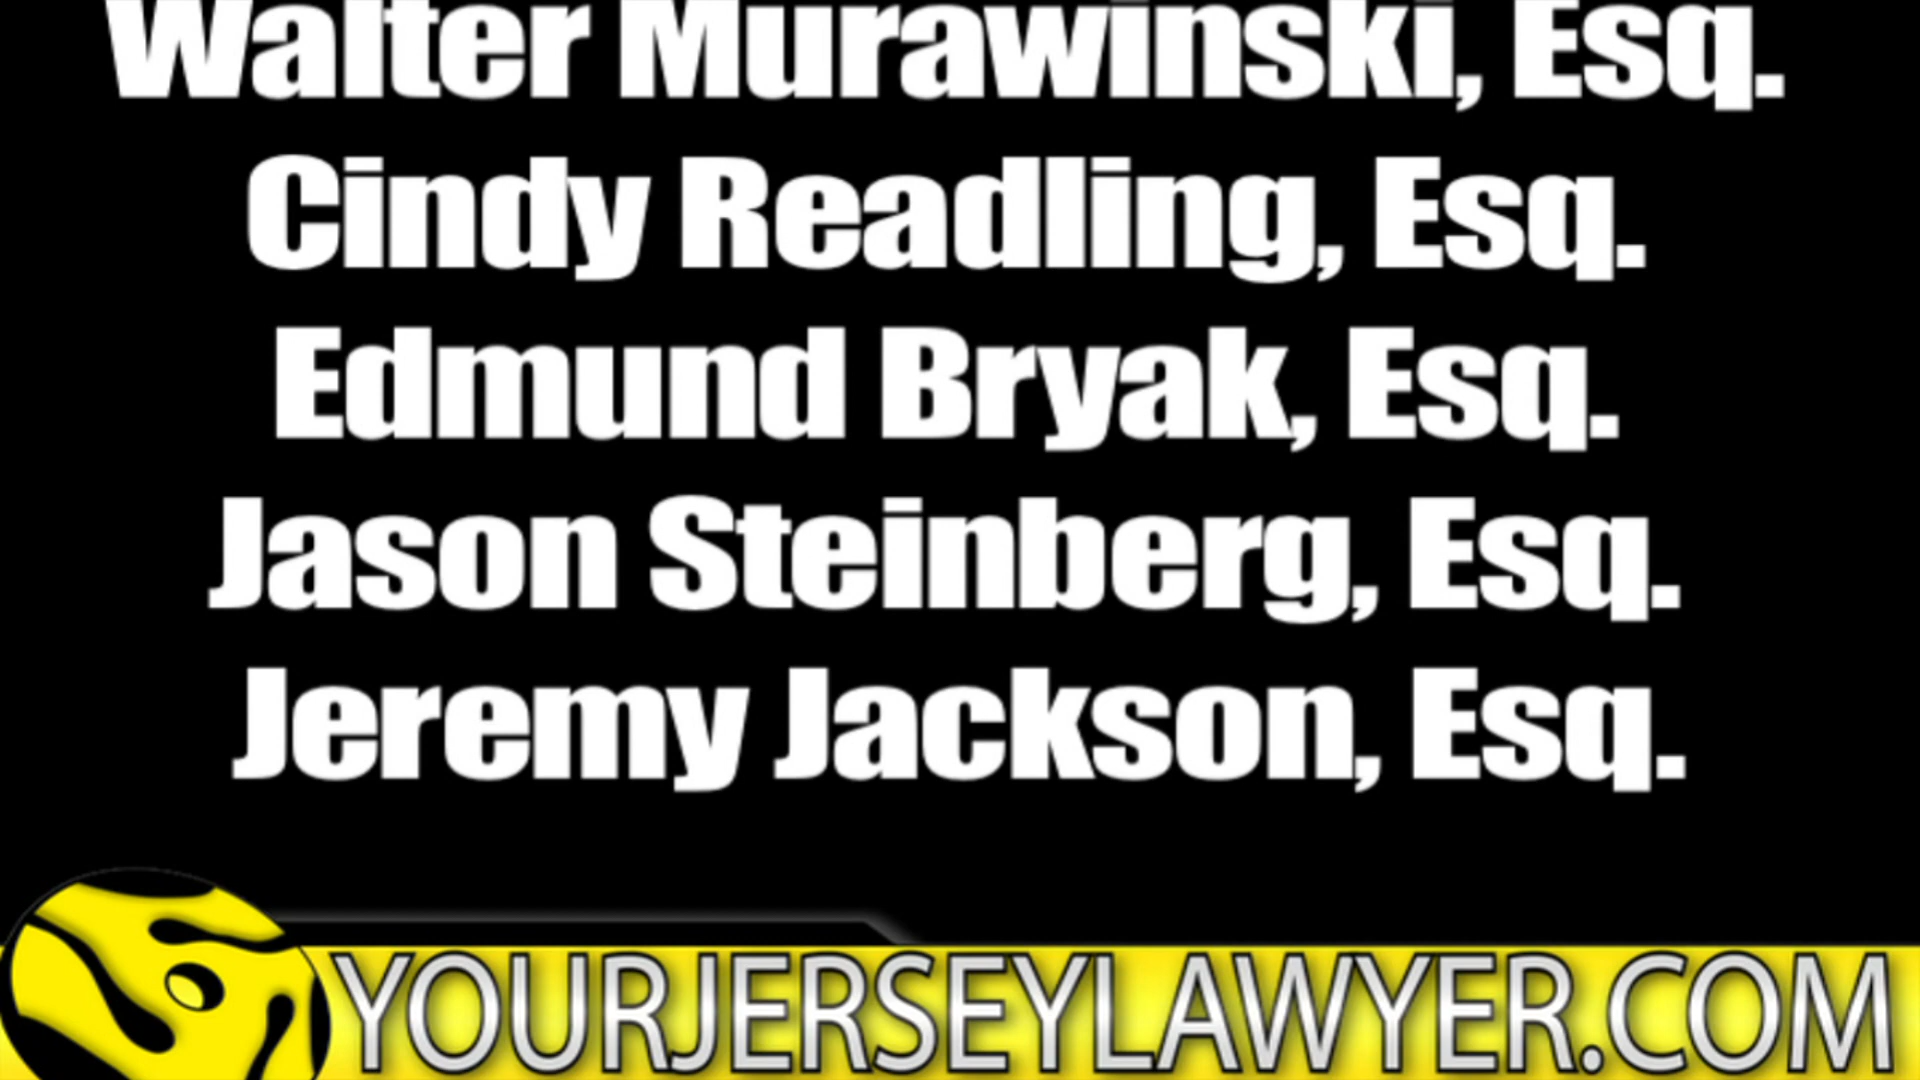 Walter Murawinski, Esq.
Cindy Readling, Esq.
Edmund Bryak, Esq.
Jason Steinberg, Esq.
Jeremy Jackson, Esq.
YOURJERSEYLAWYER.COM